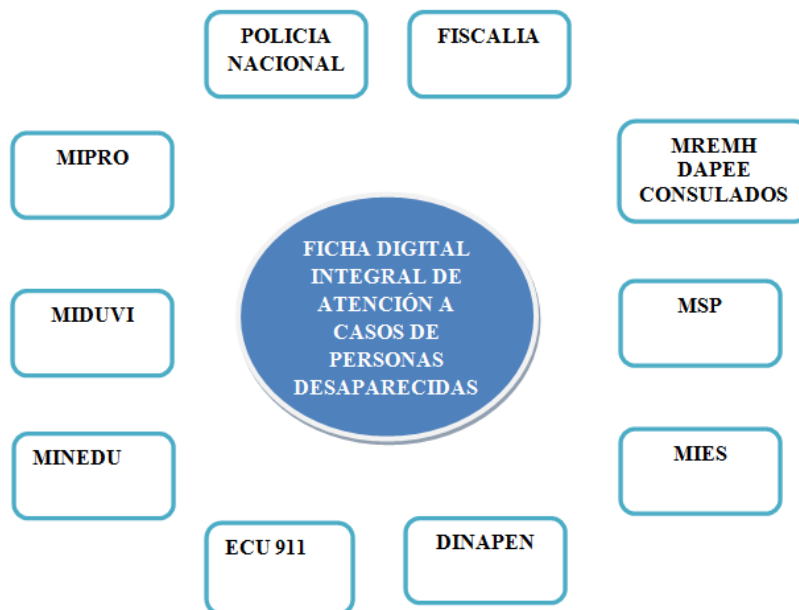 POLICIA
NACIONAL
FISCALIA
MIPRO
MREMH
DAPEE
CONSULADOS
FICHA DIGITAL
INTEGRAL DE
ATENCIÓN A
CASOS DE
PERSONAS
DESAPARECIDAS
MIDUVI
MSP
MINEDU
MIES
ECU 911
DINAPEN